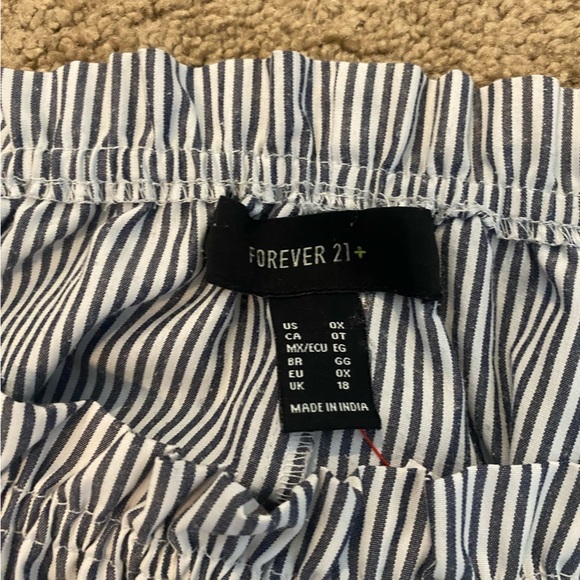 FOREVER 21+
US 0X
CA 0T
MX/ECU EG
BR GG
EU 0X
UK 18
MADE IN INDIA